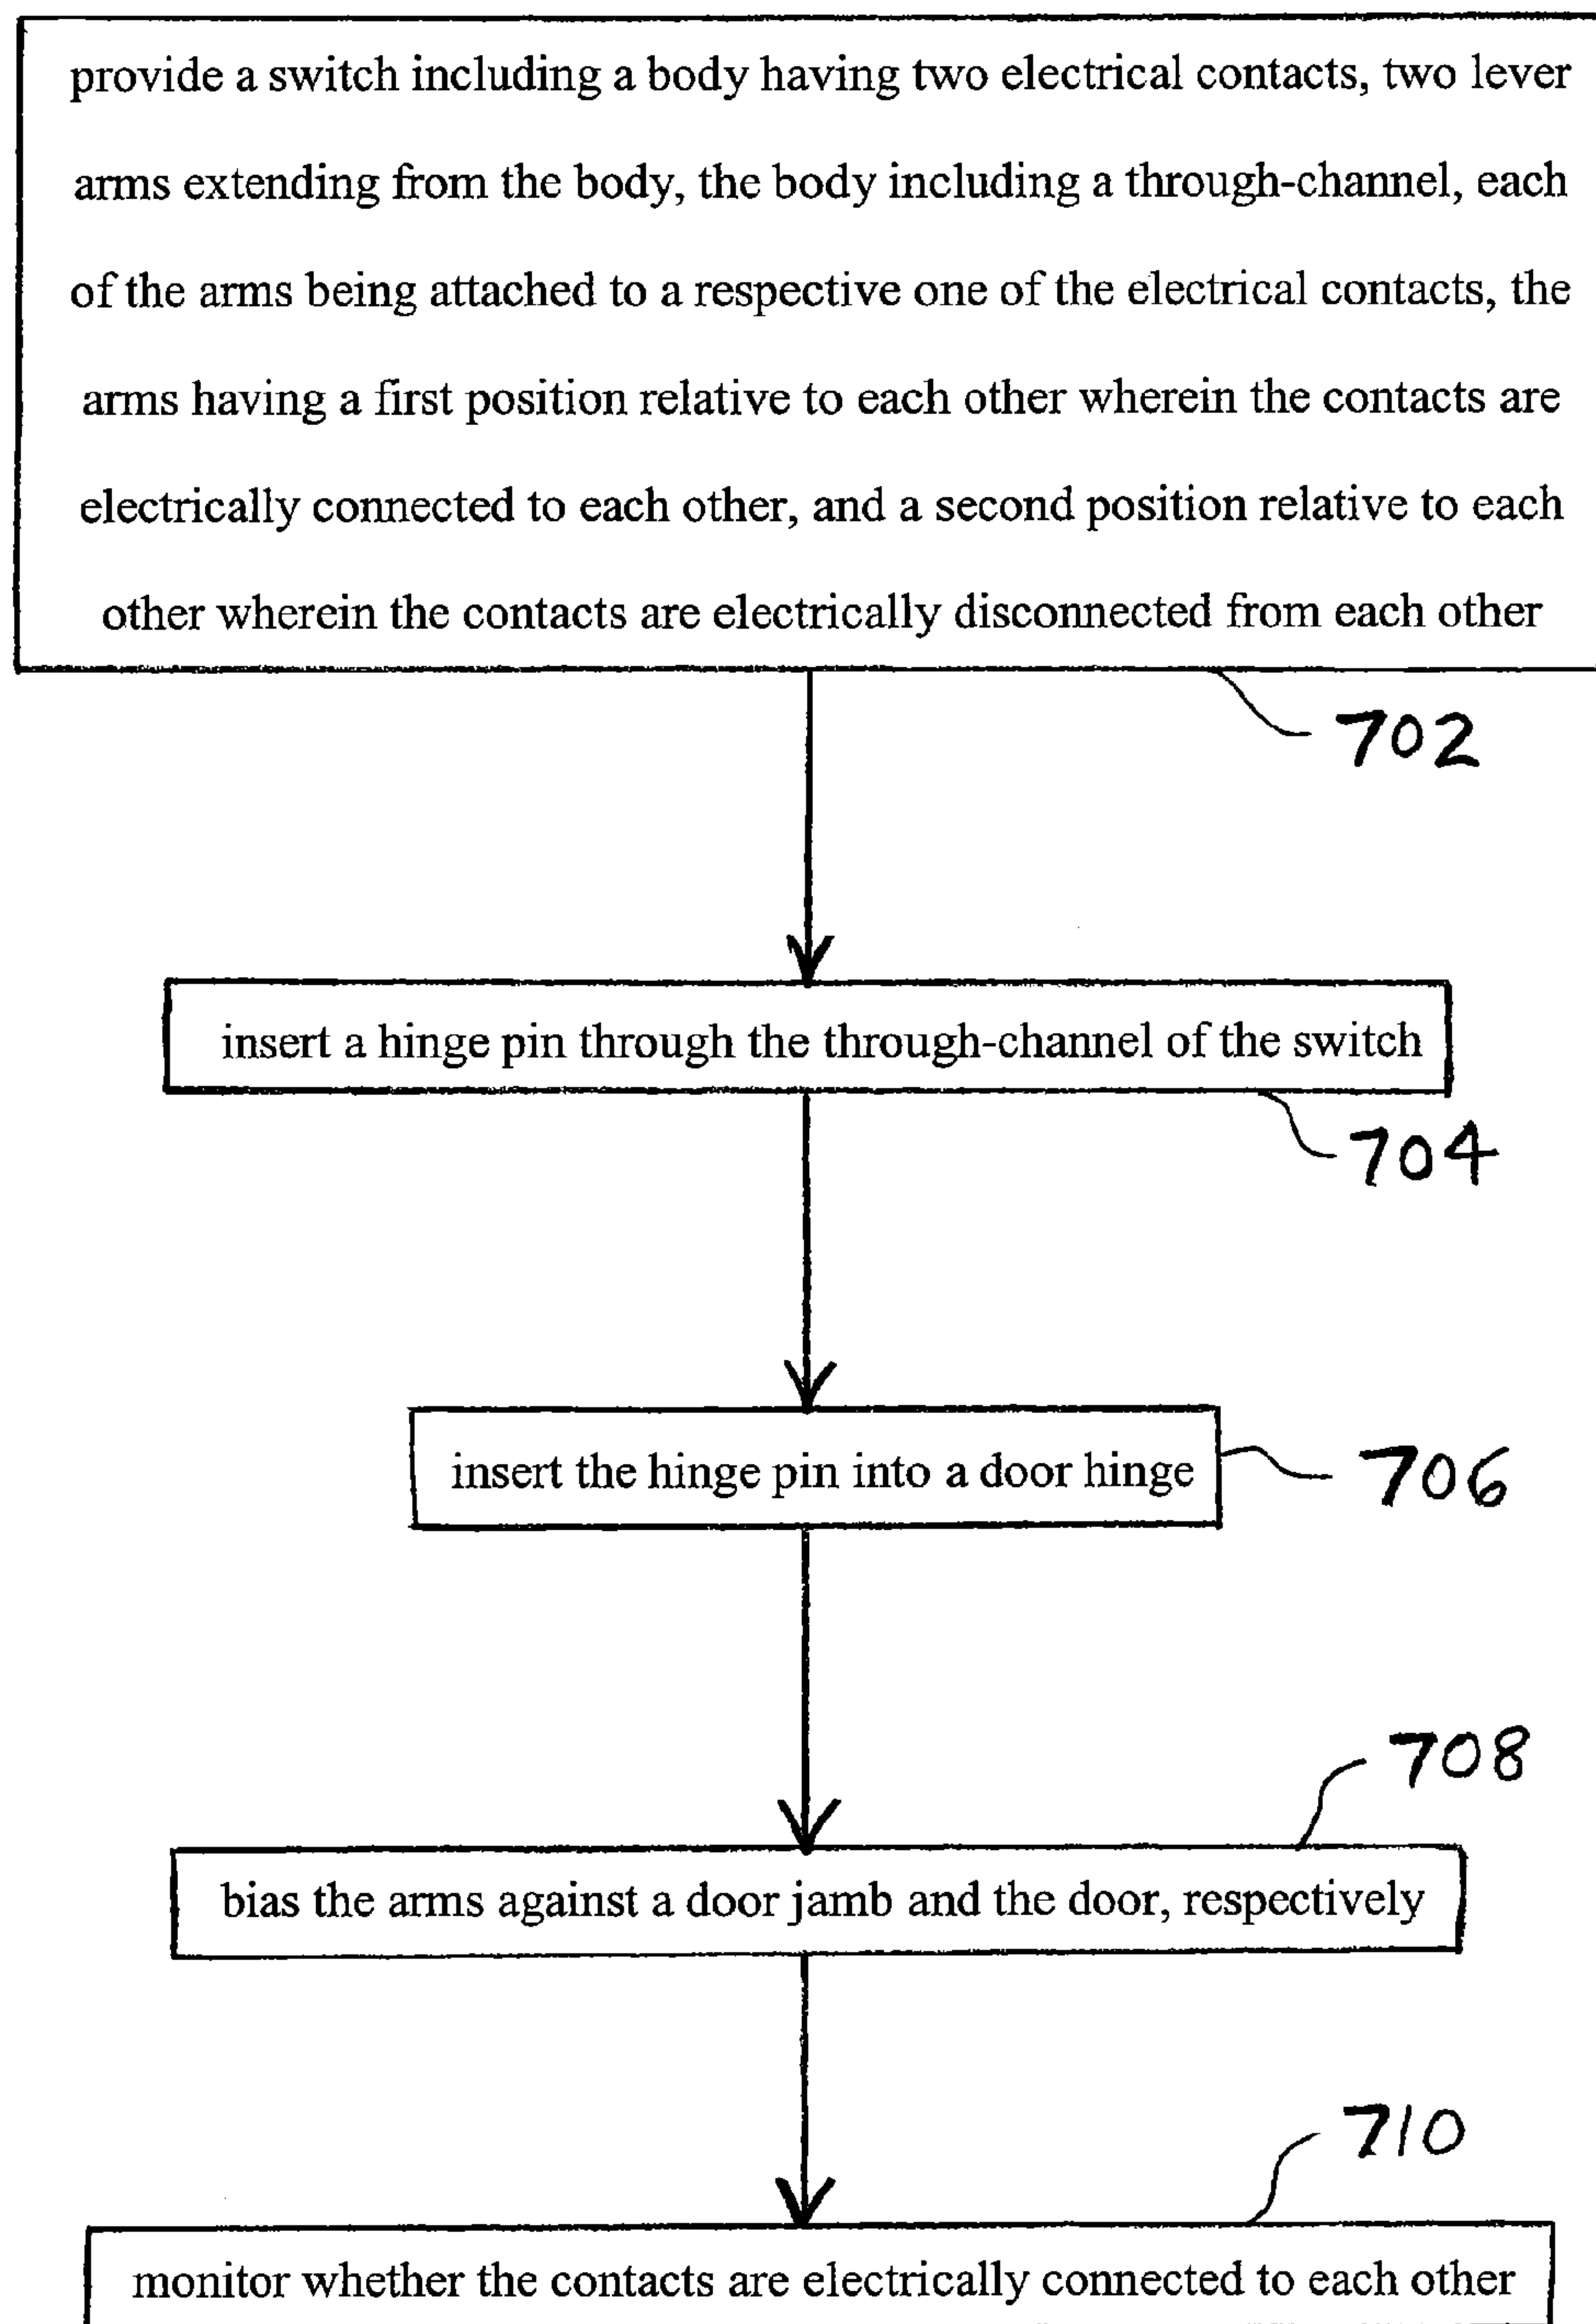 provide a switch including a body having two electrical contacts, two lever
arms extending from the body, the body including a through-channel, each
of the arms being attached to a respective one of the electrical contacts, the
arms having a first position relative to each other wherein the contacts are
electrically connected to each other, and a second position relative to each
other wherein the contacts are electrically disconnected from each other
702
insert a hinge pin through the through-channel of the switch
704
insert the hinge pin into a door hinge
706
708
bias the arms against a door jamb and the door, respectively
710
monitor whether the contacts are electrically connected to each other